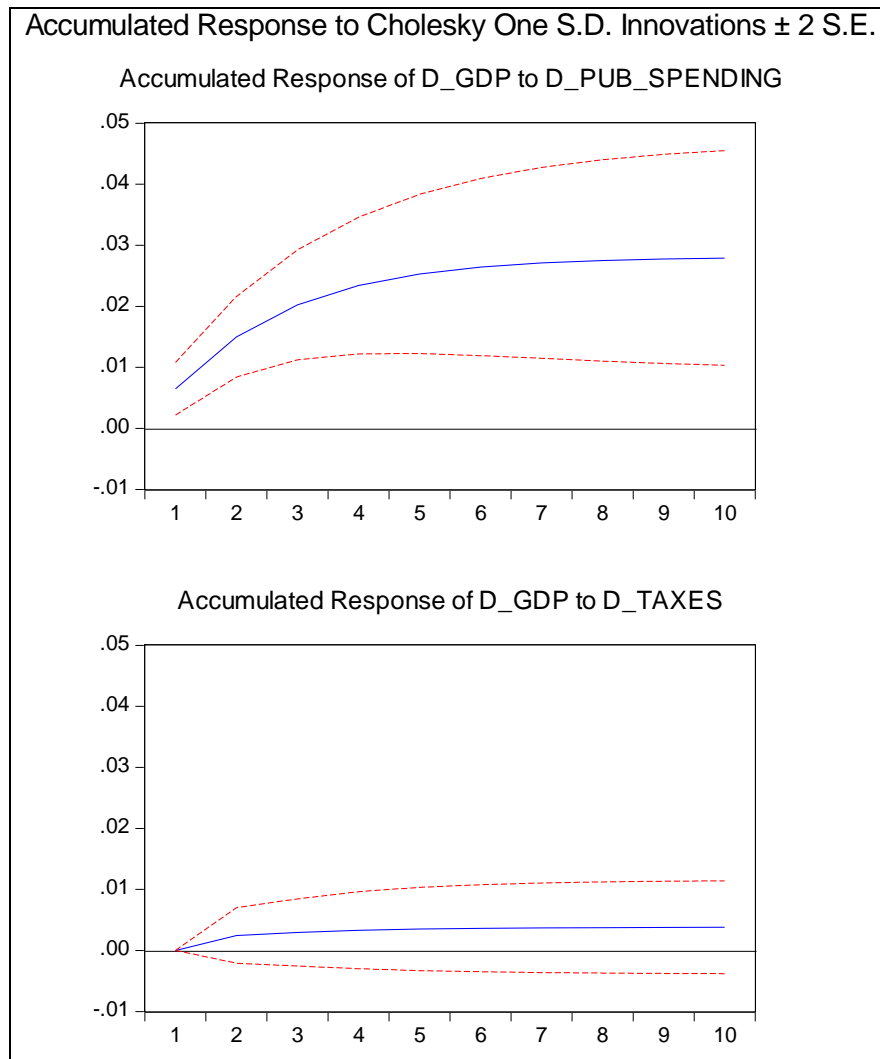 Accumulated Response to Cholesky One S.D. Innovations ± 2 S.E.
Accumulated Response of D_GDP to D_PUB_SPENDING
.05
.04
.03
.02
.01
.00
-.01
1 2 3 4 5 6 7 8 9 10
Accumulated Response of D_GDP to D_TAXES
.05
.04
.03
.02
.01
.00
-.01
1 2 3 4 5 6 7 8 9 10